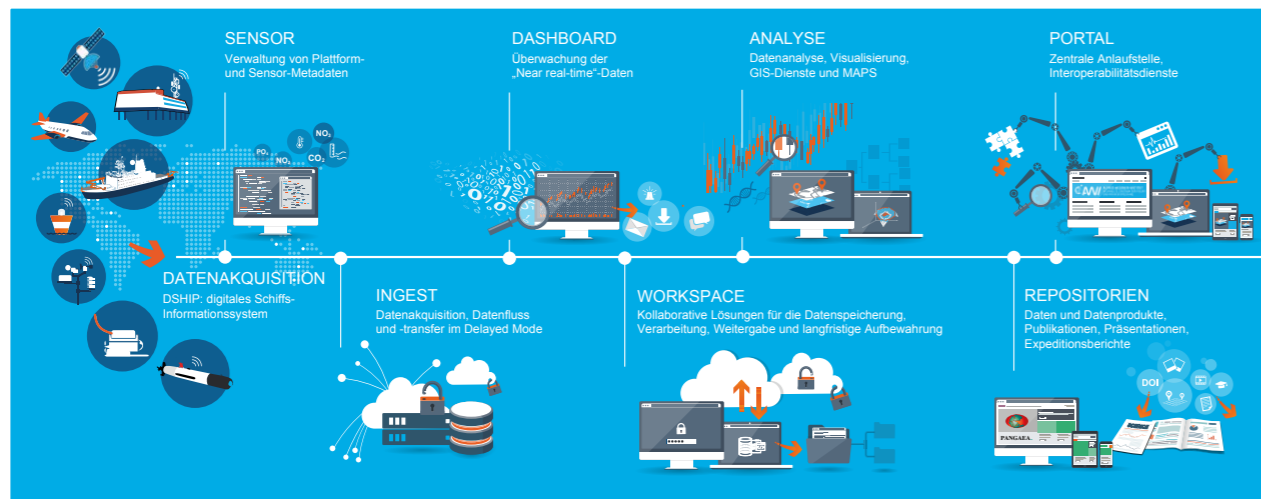 SENSOR
Verwaltung von Plattform-
und Sensor-Metadaten
DASHBOARD
Überwachung der
„Near real-time“-Daten
ANALYSE
Datenanalyse, Visualisierung,
GIS-Dienste und MAPS
PORTAL
Zentrale Anlaufstelle,
Interoperabilitätsdienste
NO₂
PO₄
NO₃
CO₂
AWI
DATENAKQUISITION
DSHIP: digitales Schiffs-
Informationssystem
INGEST
Datenakquisition, Datenfluss
und -transfer im Delayed Mode
WORKSPACE
Kollaborative Lösungen für die Datenspeicherung,
Verarbeitung, Weitergabe und langfristige Aufbewahrung
REPOSITORIEN
Daten und Datenprodukte,
Publikationen, Präsentationen,
Expeditionsberichte
DOI
PANGAEA.